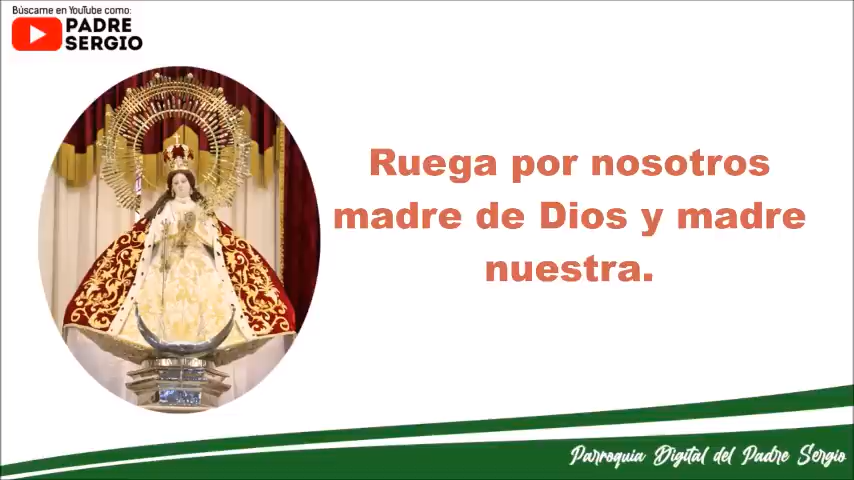 Búscame en YouTube como:
PADRE
SERGIO
Ruega por nosotros
madre de Dios y madre
nuestra.
Parroquia Digital del Padre Sergio